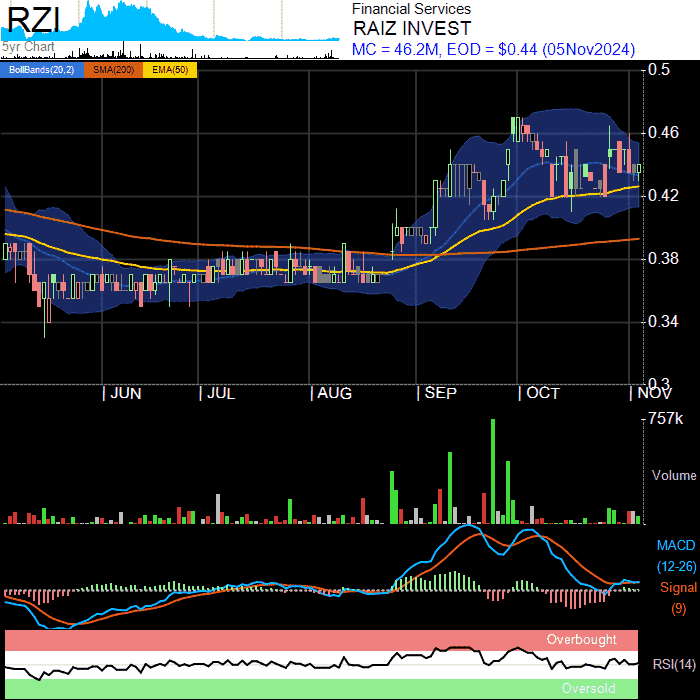 RZI
5yr Chart
Financial Services
RAIZ INVEST
MC = 46.2M, EOD = $0.44 (05Nov2024)
BollBands(20,2) SMA(200) EMA(50)
0.5
0.46
0.42
0.38
0.34
0.3
JUN JUL AUG SEP OCT NOV
757k
Volume
MACD
(12-26)
Signal
(9)
Overbought
RSI(14)
Oversold